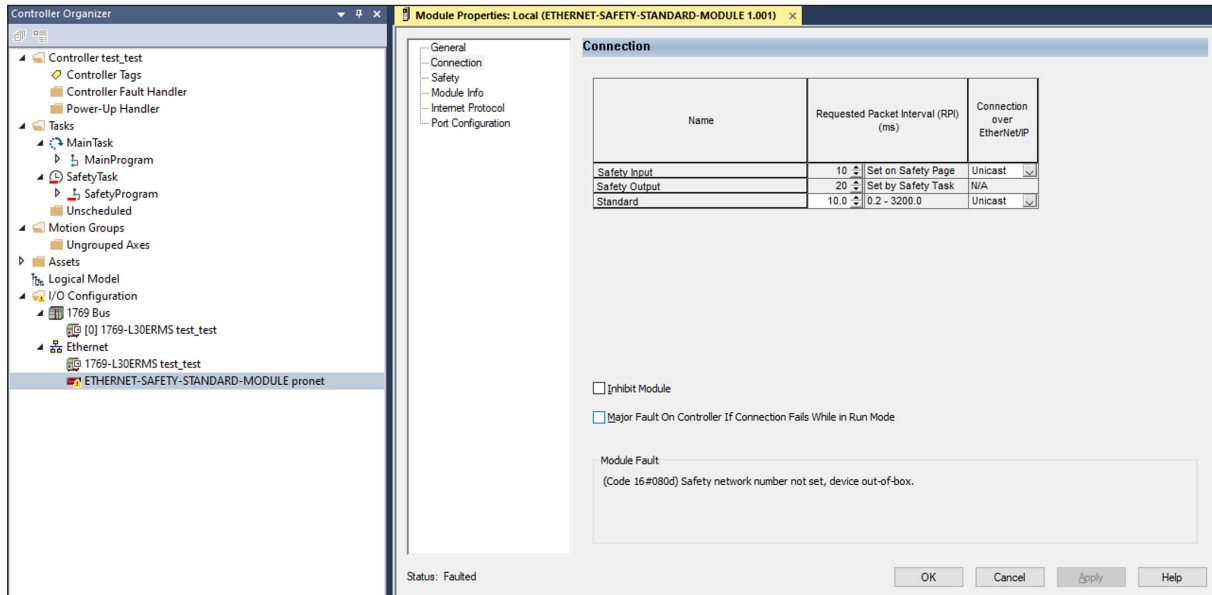 Controller Organizer
Controller test_test
Controller Tags
Controller Fault Handler
Power-Up Handler
Tasks
MainTask
MainProgram
SafetyTask
SafetyProgram
Unscheduled
Motion Groups
Ungrouped Axes
Assets
Logical Model
I/O Configuration
1769 Bus
[0] 1769-L30ERMS test_test
Ethernet
1769-L30ERMS test_test
ETHERNET-SAFETY-STANDARD-MODULE pronet
Module Properties: Local (ETHERNET-SAFETY-STANDARD-MODULE 1.001)
General
Connection
Safety
Module Info
Internet Protocol
Port Configuration
Connection
Name
Requested Packet Interval (RPI)
(ms)
Connection
over
EtherNet/IP
Safety Input 10 Set on Safety Page Unicast
Safety Output 20 Set by Safety Task N/A
Standard 10.0 0.2 - 3200.0 Unicast
Inhibit Module
Major Fault On Controller If Connection Fails While in Run Mode
Module Fault
(Code 16#080d) Safety network number not set, device out-of-box.
Status: Faulted
OK Cancel Apply Help